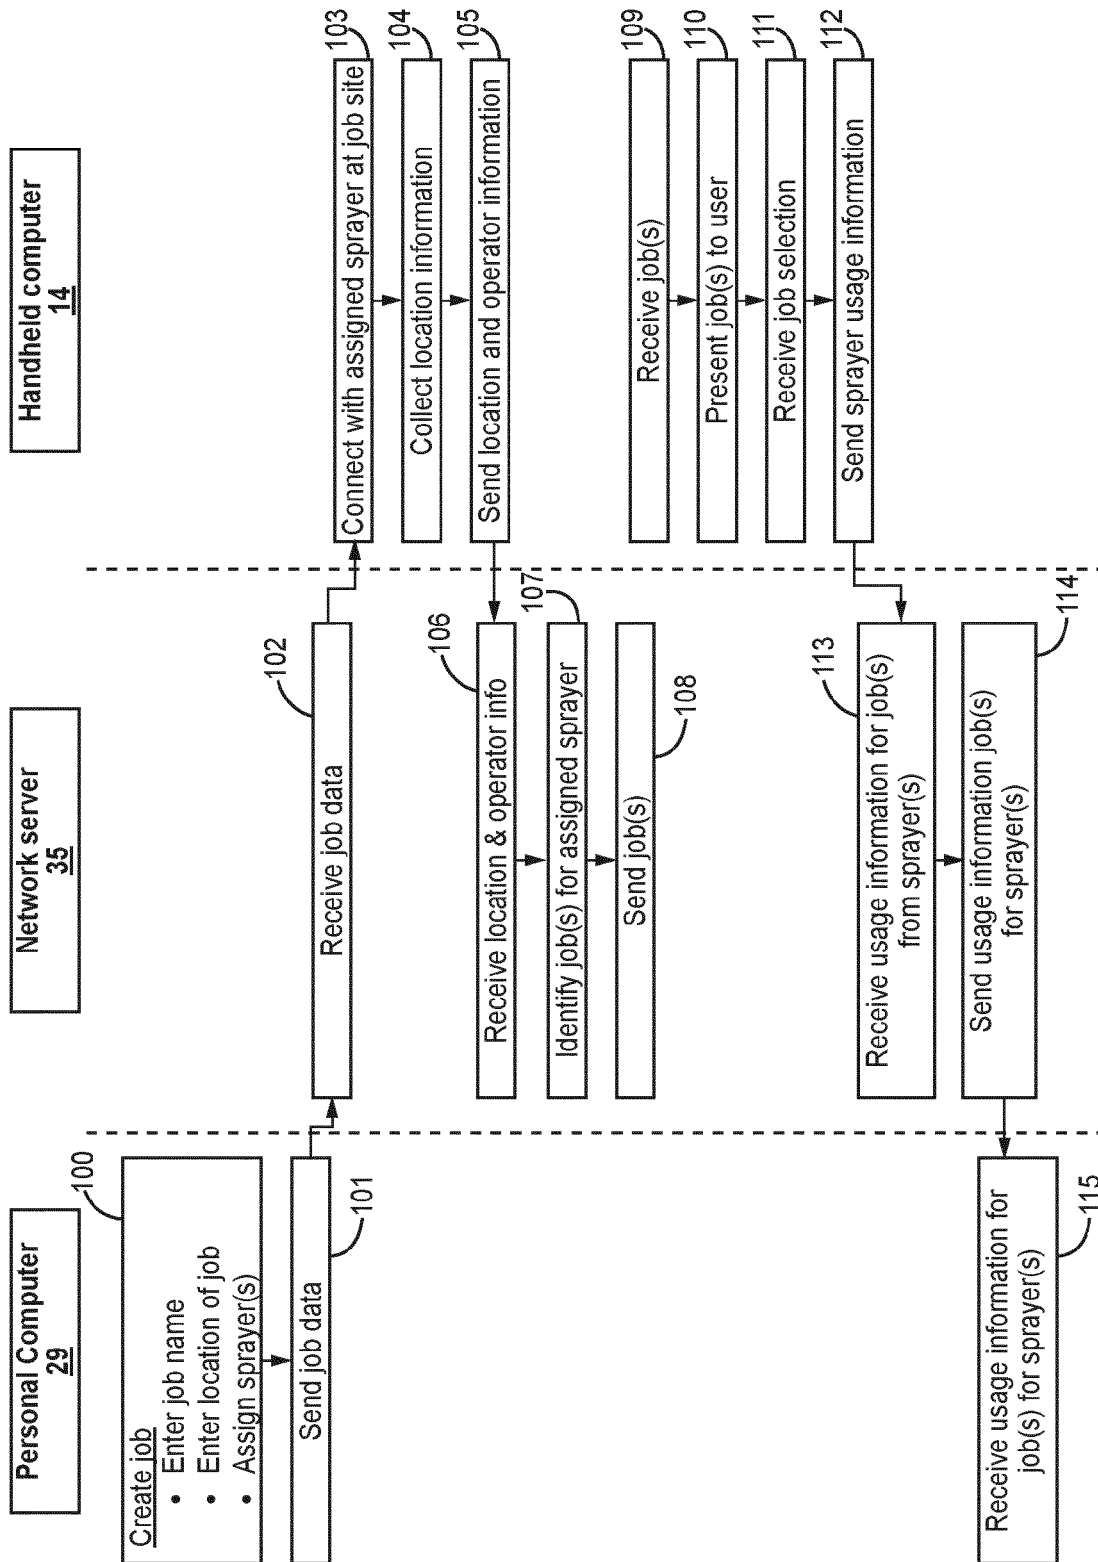 Personal Computer
29
Network server
35
Handheld computer
14
100
Create job
• Enter job name
• Enter location of job
• Assign sprayer(s)
Send job data
101
102
Receive job data
Connect with assigned sprayer at job site
103
Collect location information
104
Send location and operator information
105
106
Receive location & operator info
Identify job(s) for assigned sprayer
107
Send job(s)
108
Receive job(s)
109
Present job(s) to user
110
Receive job selection
111
Send sprayer usage information
112
113
Receive usage information for job(s)
from sprayer(s)
Send usage information job(s)
for sprayer(s)
114
Receive usage information for
job(s) for sprayer(s)
115